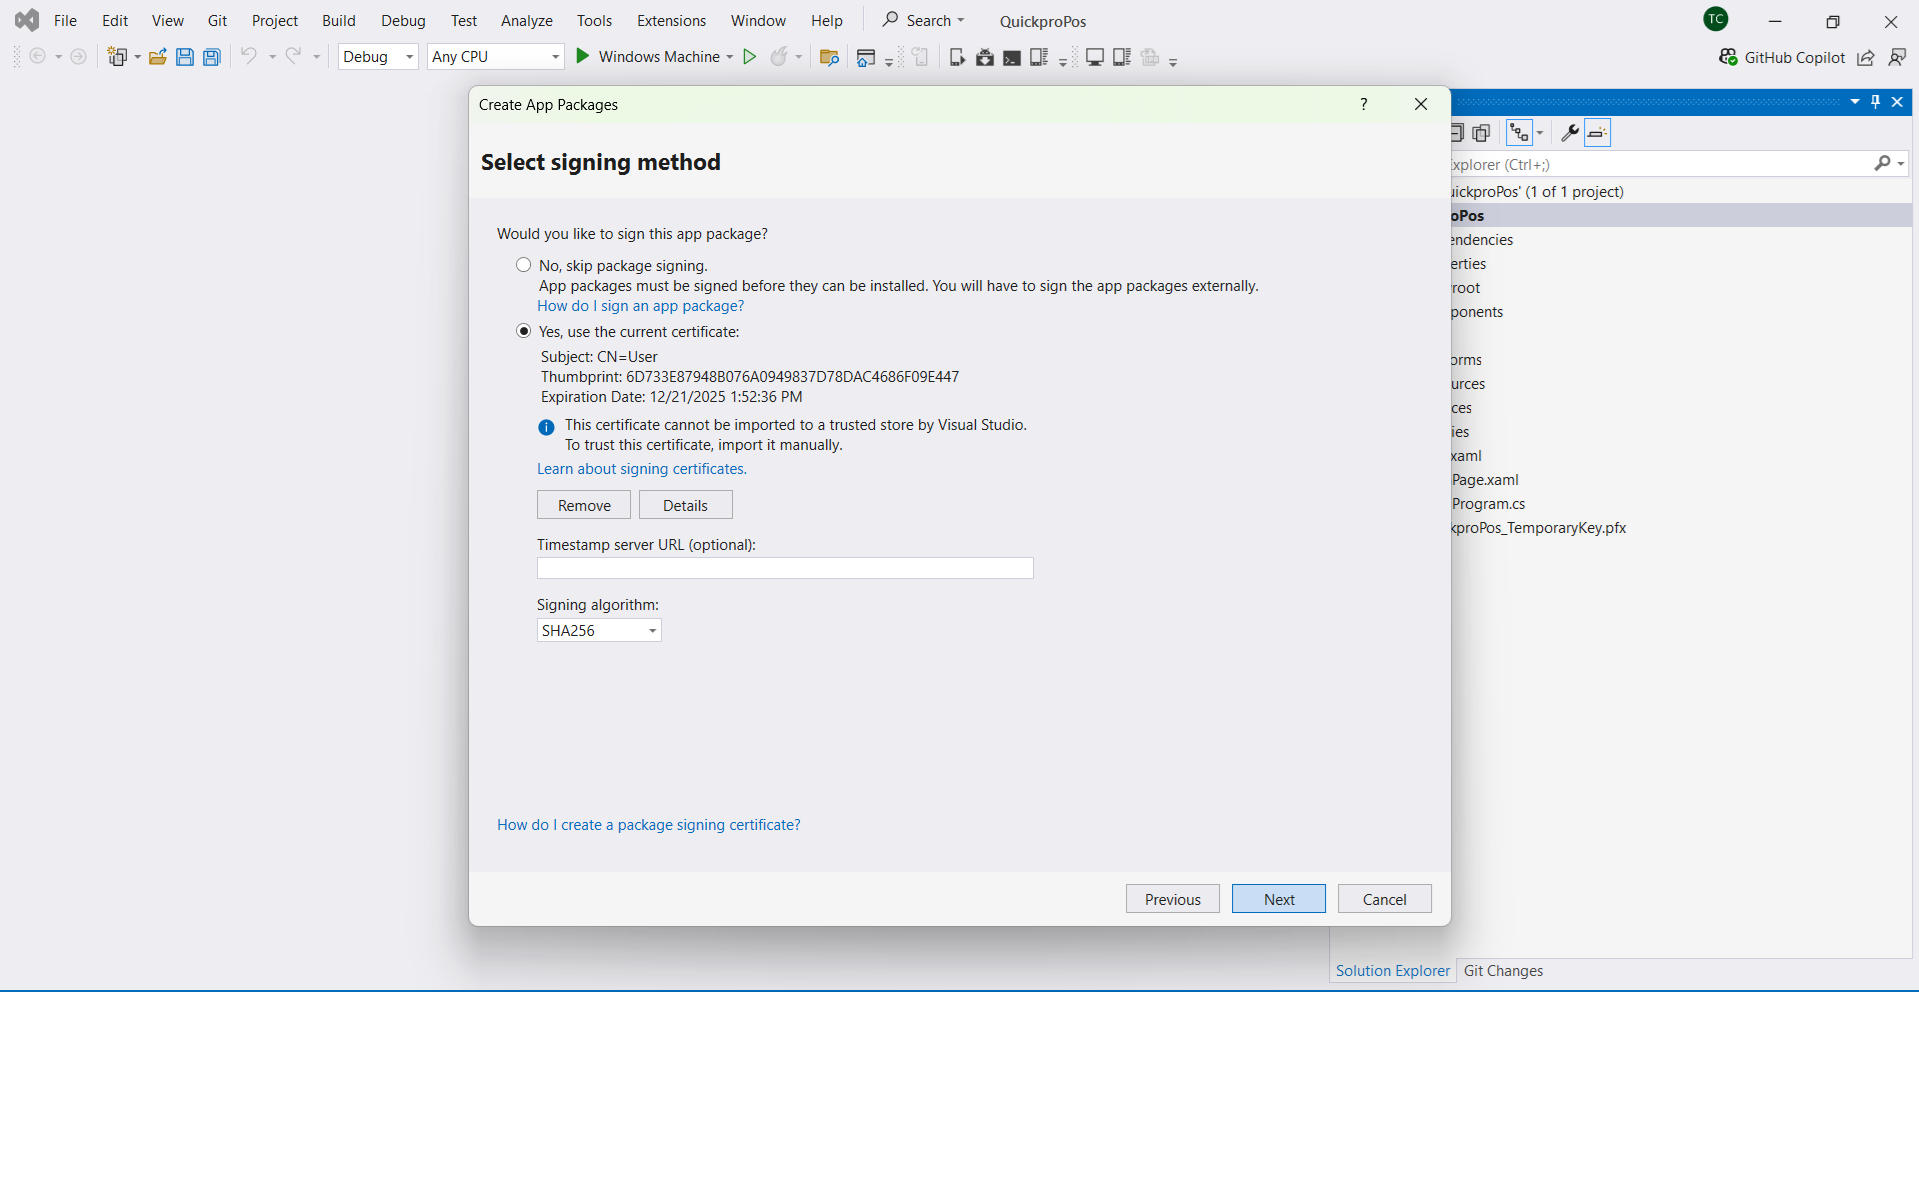 File Edit View Git Project Build Debug Test Analyze Tools Extensions Window Help Search QuickproPos TC
Debug Any CPU Windows Machine GitHub Copilot
Create App Packages ?
Select signing method
Would you like to sign this app package?
No, skip package signing.
App packages must be signed before they can be installed. You will have to sign the app packages externally.
How do I sign an app package?
Yes, use the current certificate:
Subject: CN=User
Thumbprint: 6D733E87948B076A0949837D78DAC4686F09E447
Expiration Date: 12/21/2025 1:52:36 PM
This certificate cannot be imported to a trusted store by Visual Studio.
To trust this certificate, import it manually.
Learn about signing certificates.
Remove Details
Timestamp server URL (optional):
Signing algorithm:
SHA256
How do I create a package signing certificate?
Previous Next Cancel
xplorer (Ctrl+;)
uickproPos' (1 of 1 project)
oPos
endencies
erties
root
ponents
orms
urces
ces
ies
xaml
Page.xaml
Program.cs
kproPos_TemporaryKey.pfx
Solution Explorer Git Changes